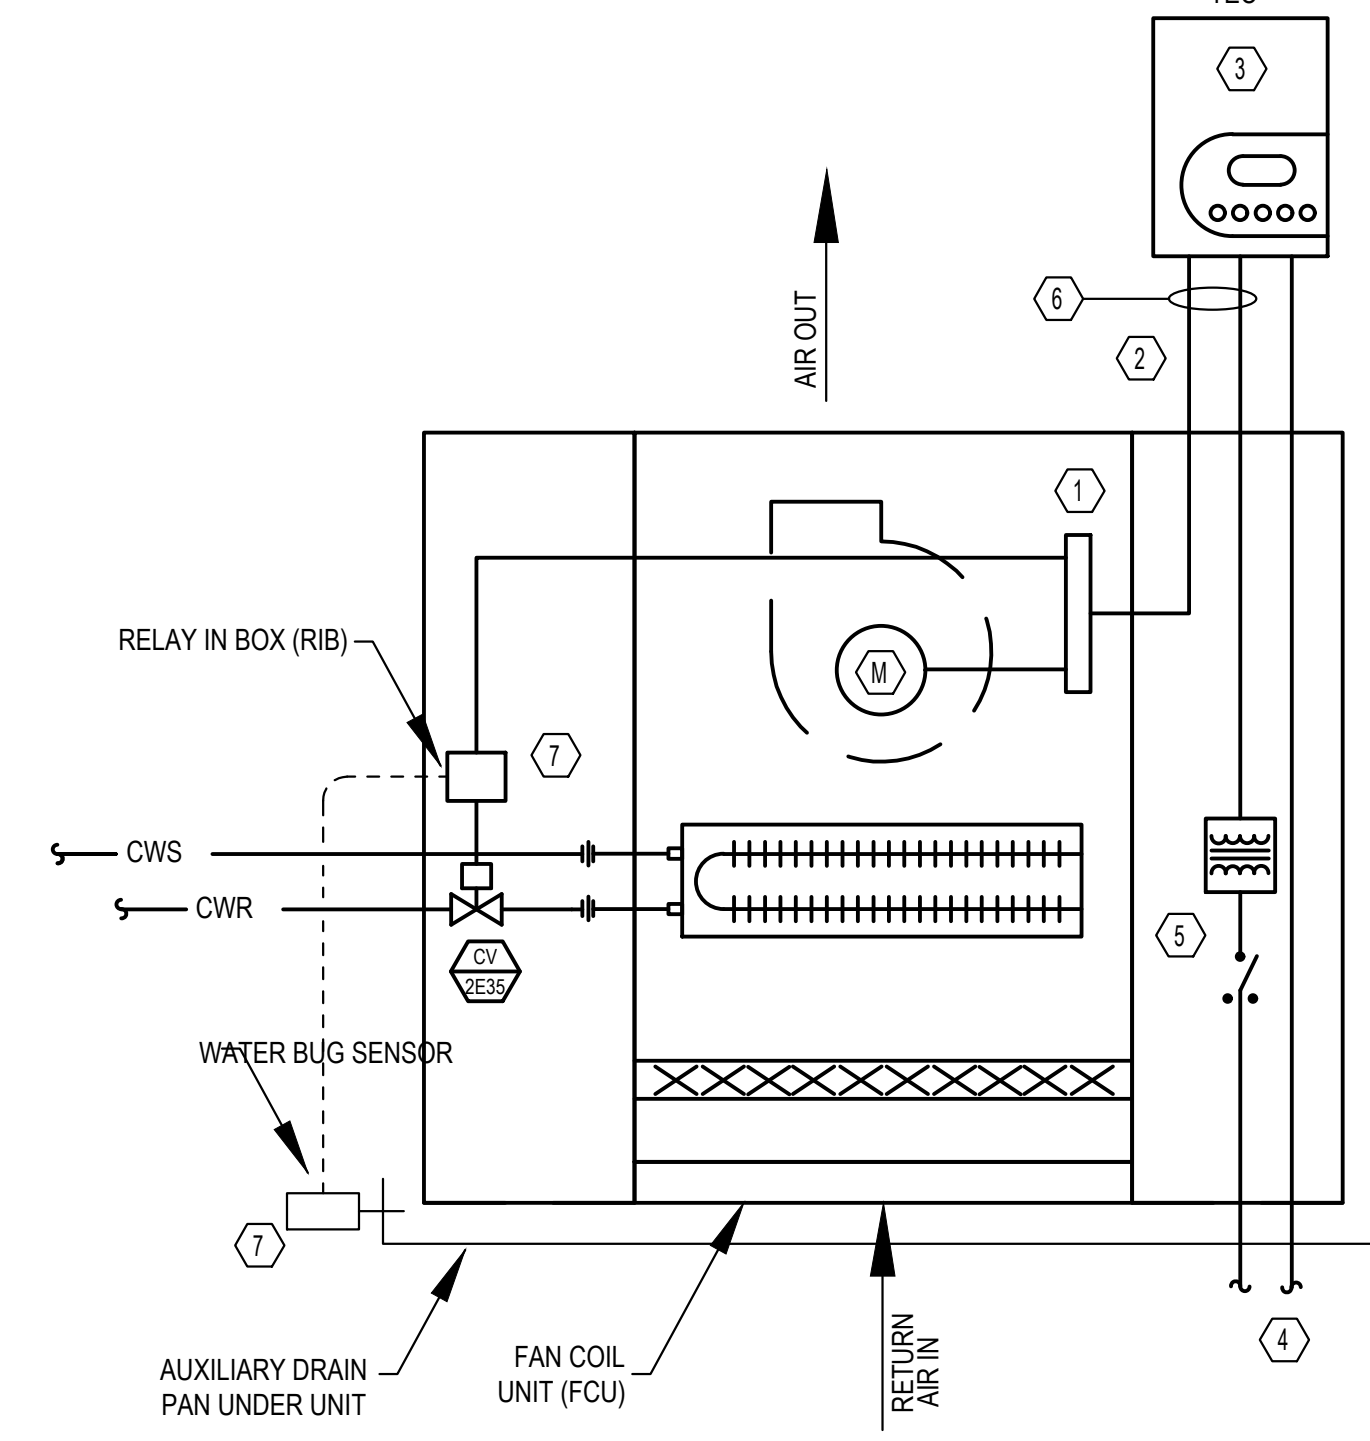 3
6
2
AIR OUT
1
RELAY IN BOX (RIB)
M
7
CWS
CWR
5
CV
2E35
WATER BUG SENSOR
7
4
AUXILIARY DRAIN
PAN UNDER UNIT
FAN COIL
UNIT (FCU)
RETURN
AIR IN